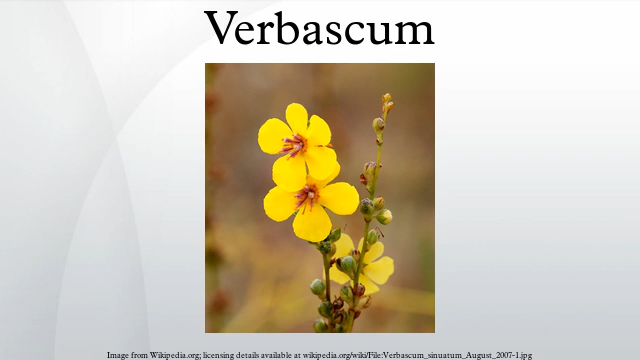 Verbascum
Image from Wikipedia.org; licensing details available at wikipedia.org/wiki/File:Verbascum_sinuatum_August_2007-1.jpg